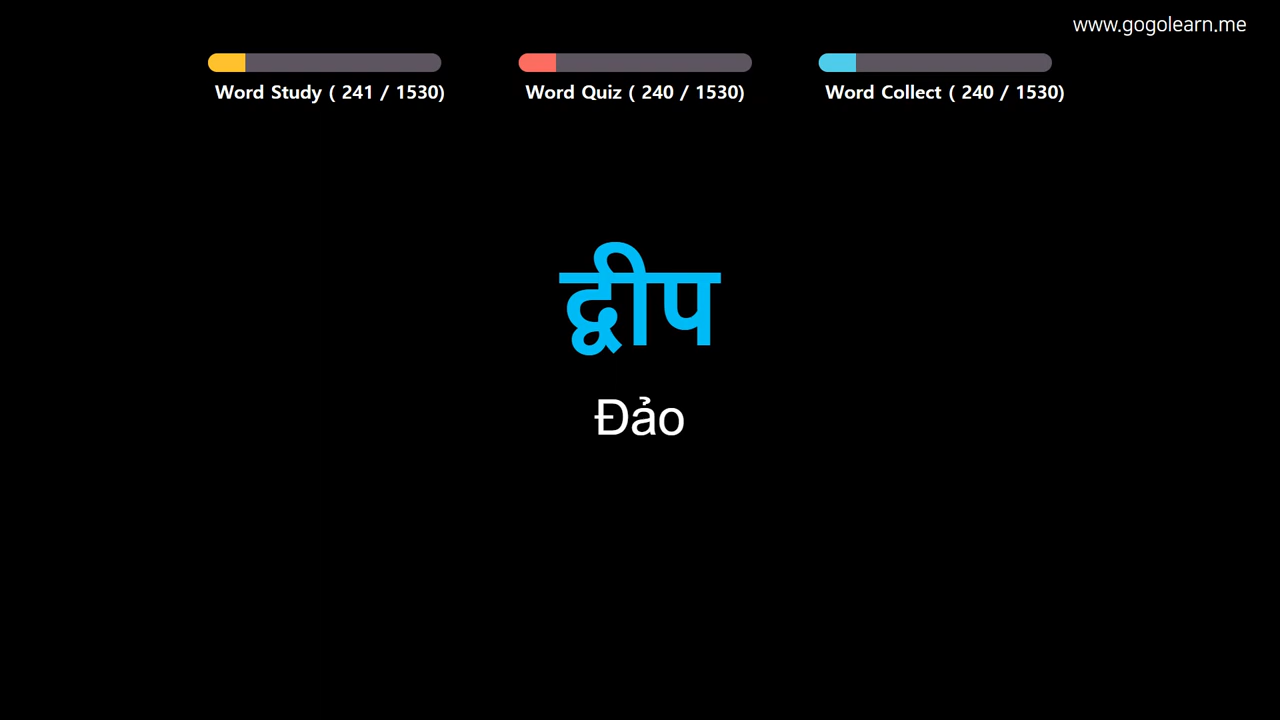 www.gogolearn.me
Word Study ( 241 / 1530)
Word Quiz ( 240 / 1530)
Word Collect ( 240 / 1530)
द्वीप
Đảo